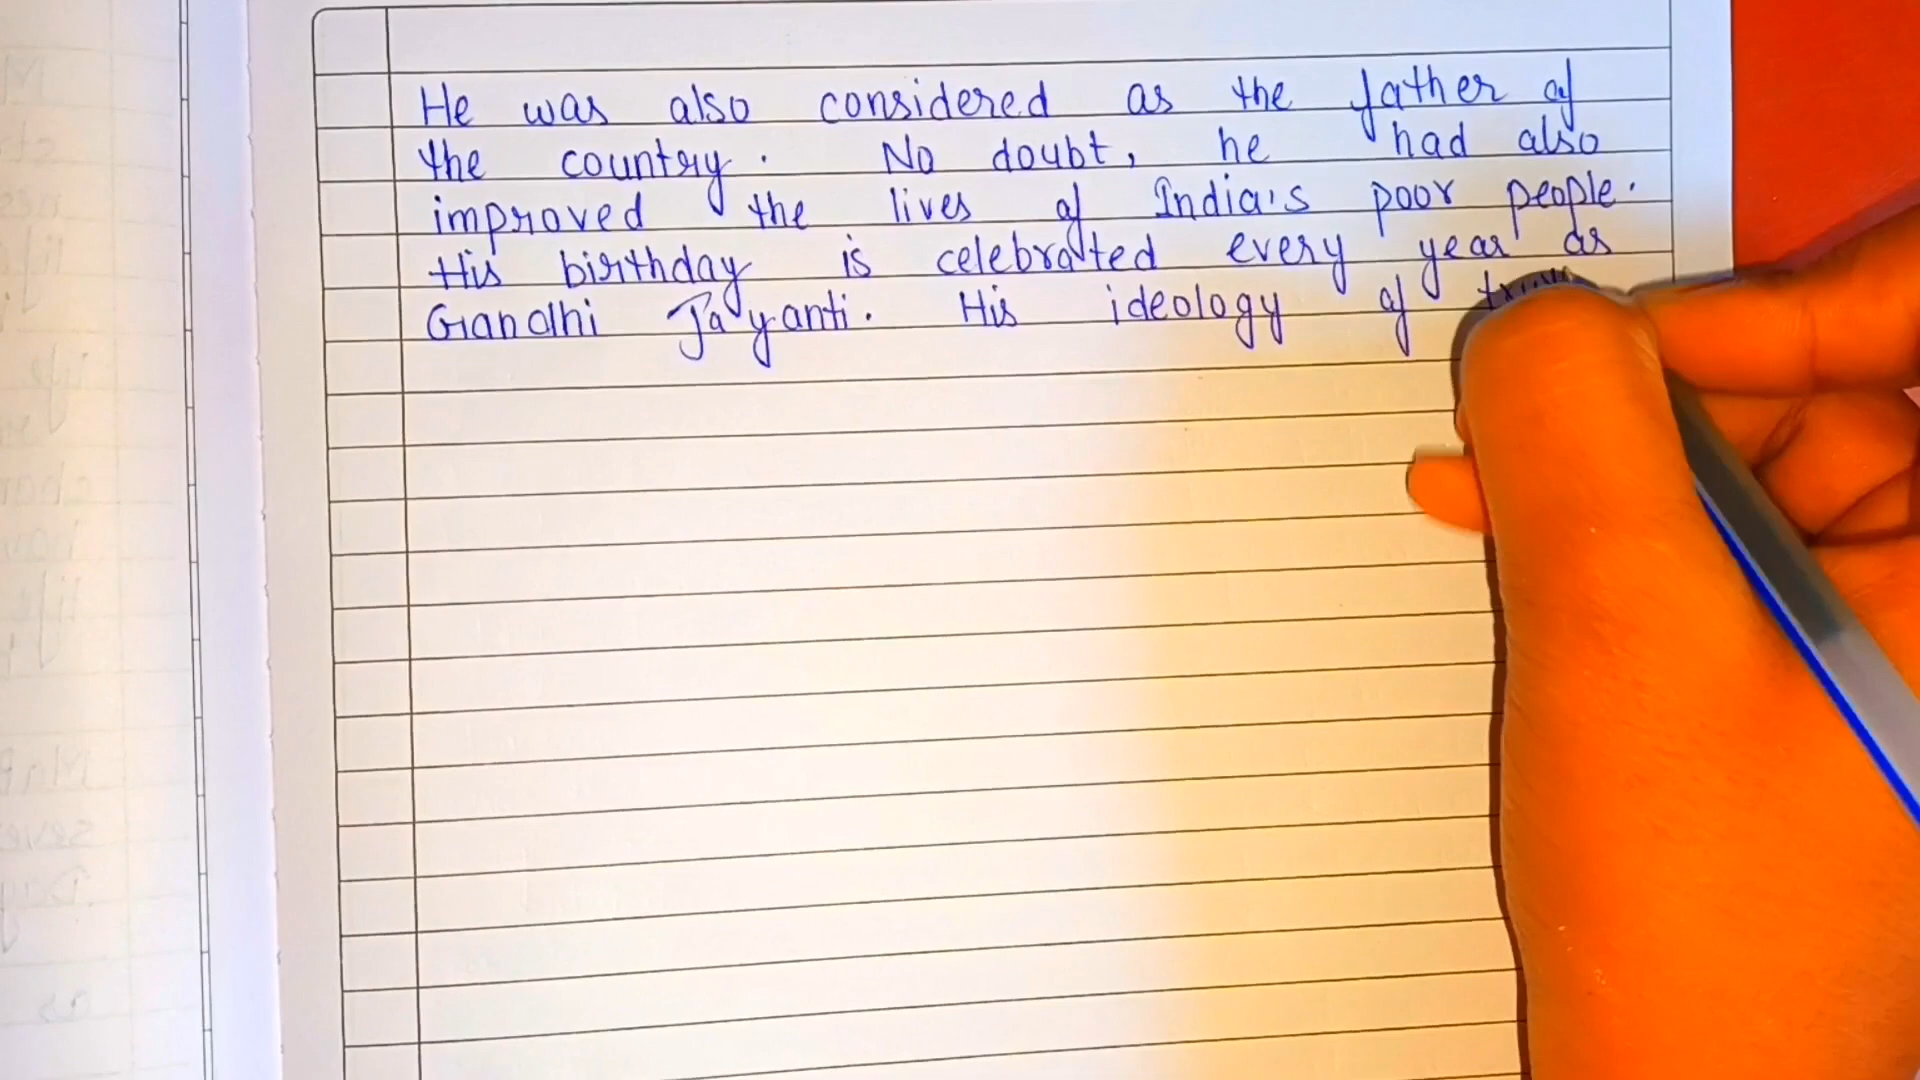 He was also considered as the father of
the country. No doubt, he had also
improved the lives of India's poor people.
His birthday is celebrated every year as
Gandhi Jayanti. His ideology of